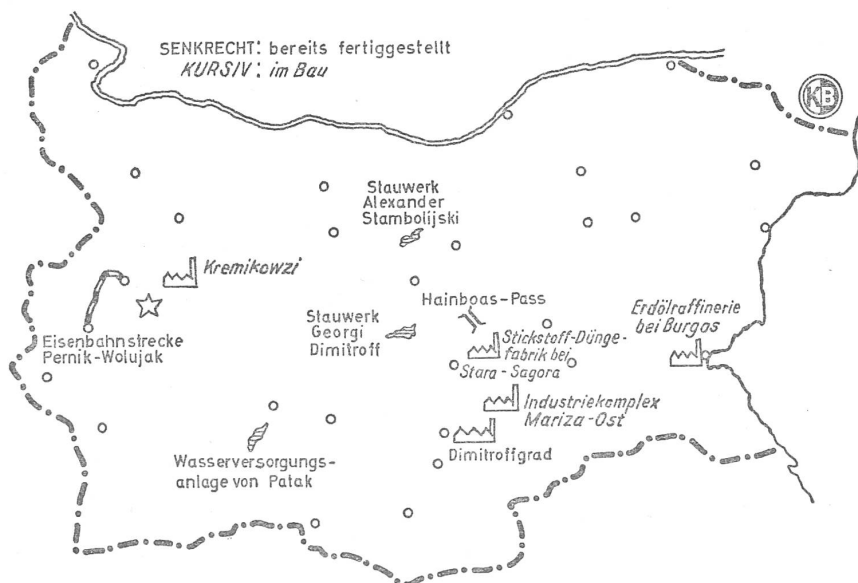 SENKRECHT: bereits fertiggestellt
KURSIV: im Bau
KB
Stauwerk
Alexander
Stambolijski
Kremikowzi
Hainboas-Pass
Erdölraffinerie
bei Burgas
Stauwerk
Georgi
Dimitroff
Eisenbahnstrecke
Pernik-Wolujak
Stickstoff-Dünge-
fabrik bei
Stara-Sagora
Industriekomplex
Mariza-Ost
Dimitroffgrad
Wasserversorgungs-
anlage von Patak